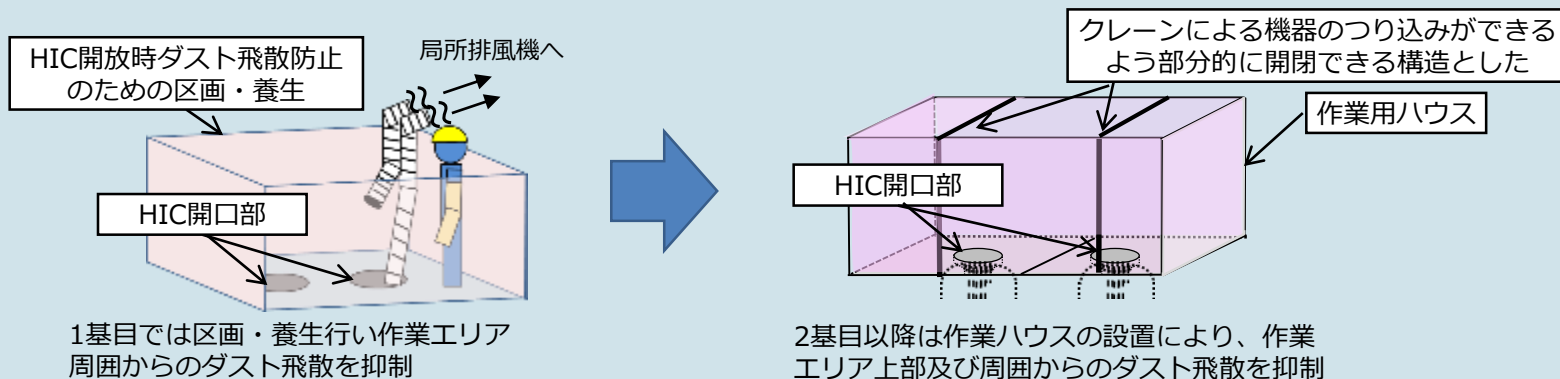 HIC開放時ダスト飛散防止
のための区画・養生
局所排風機へ
HIC開口部
1基目では区画・養生行い作業エリア
周囲からのダスト飛散を抑制
クレーンによる機器のつり込みができる
よう部分的に開閉できる構造とした
作業用ハウス
HIC開口部
2基目以降は作業ハウスの設置により、作業
エリア上部及び周囲からのダスト飛散を抑制